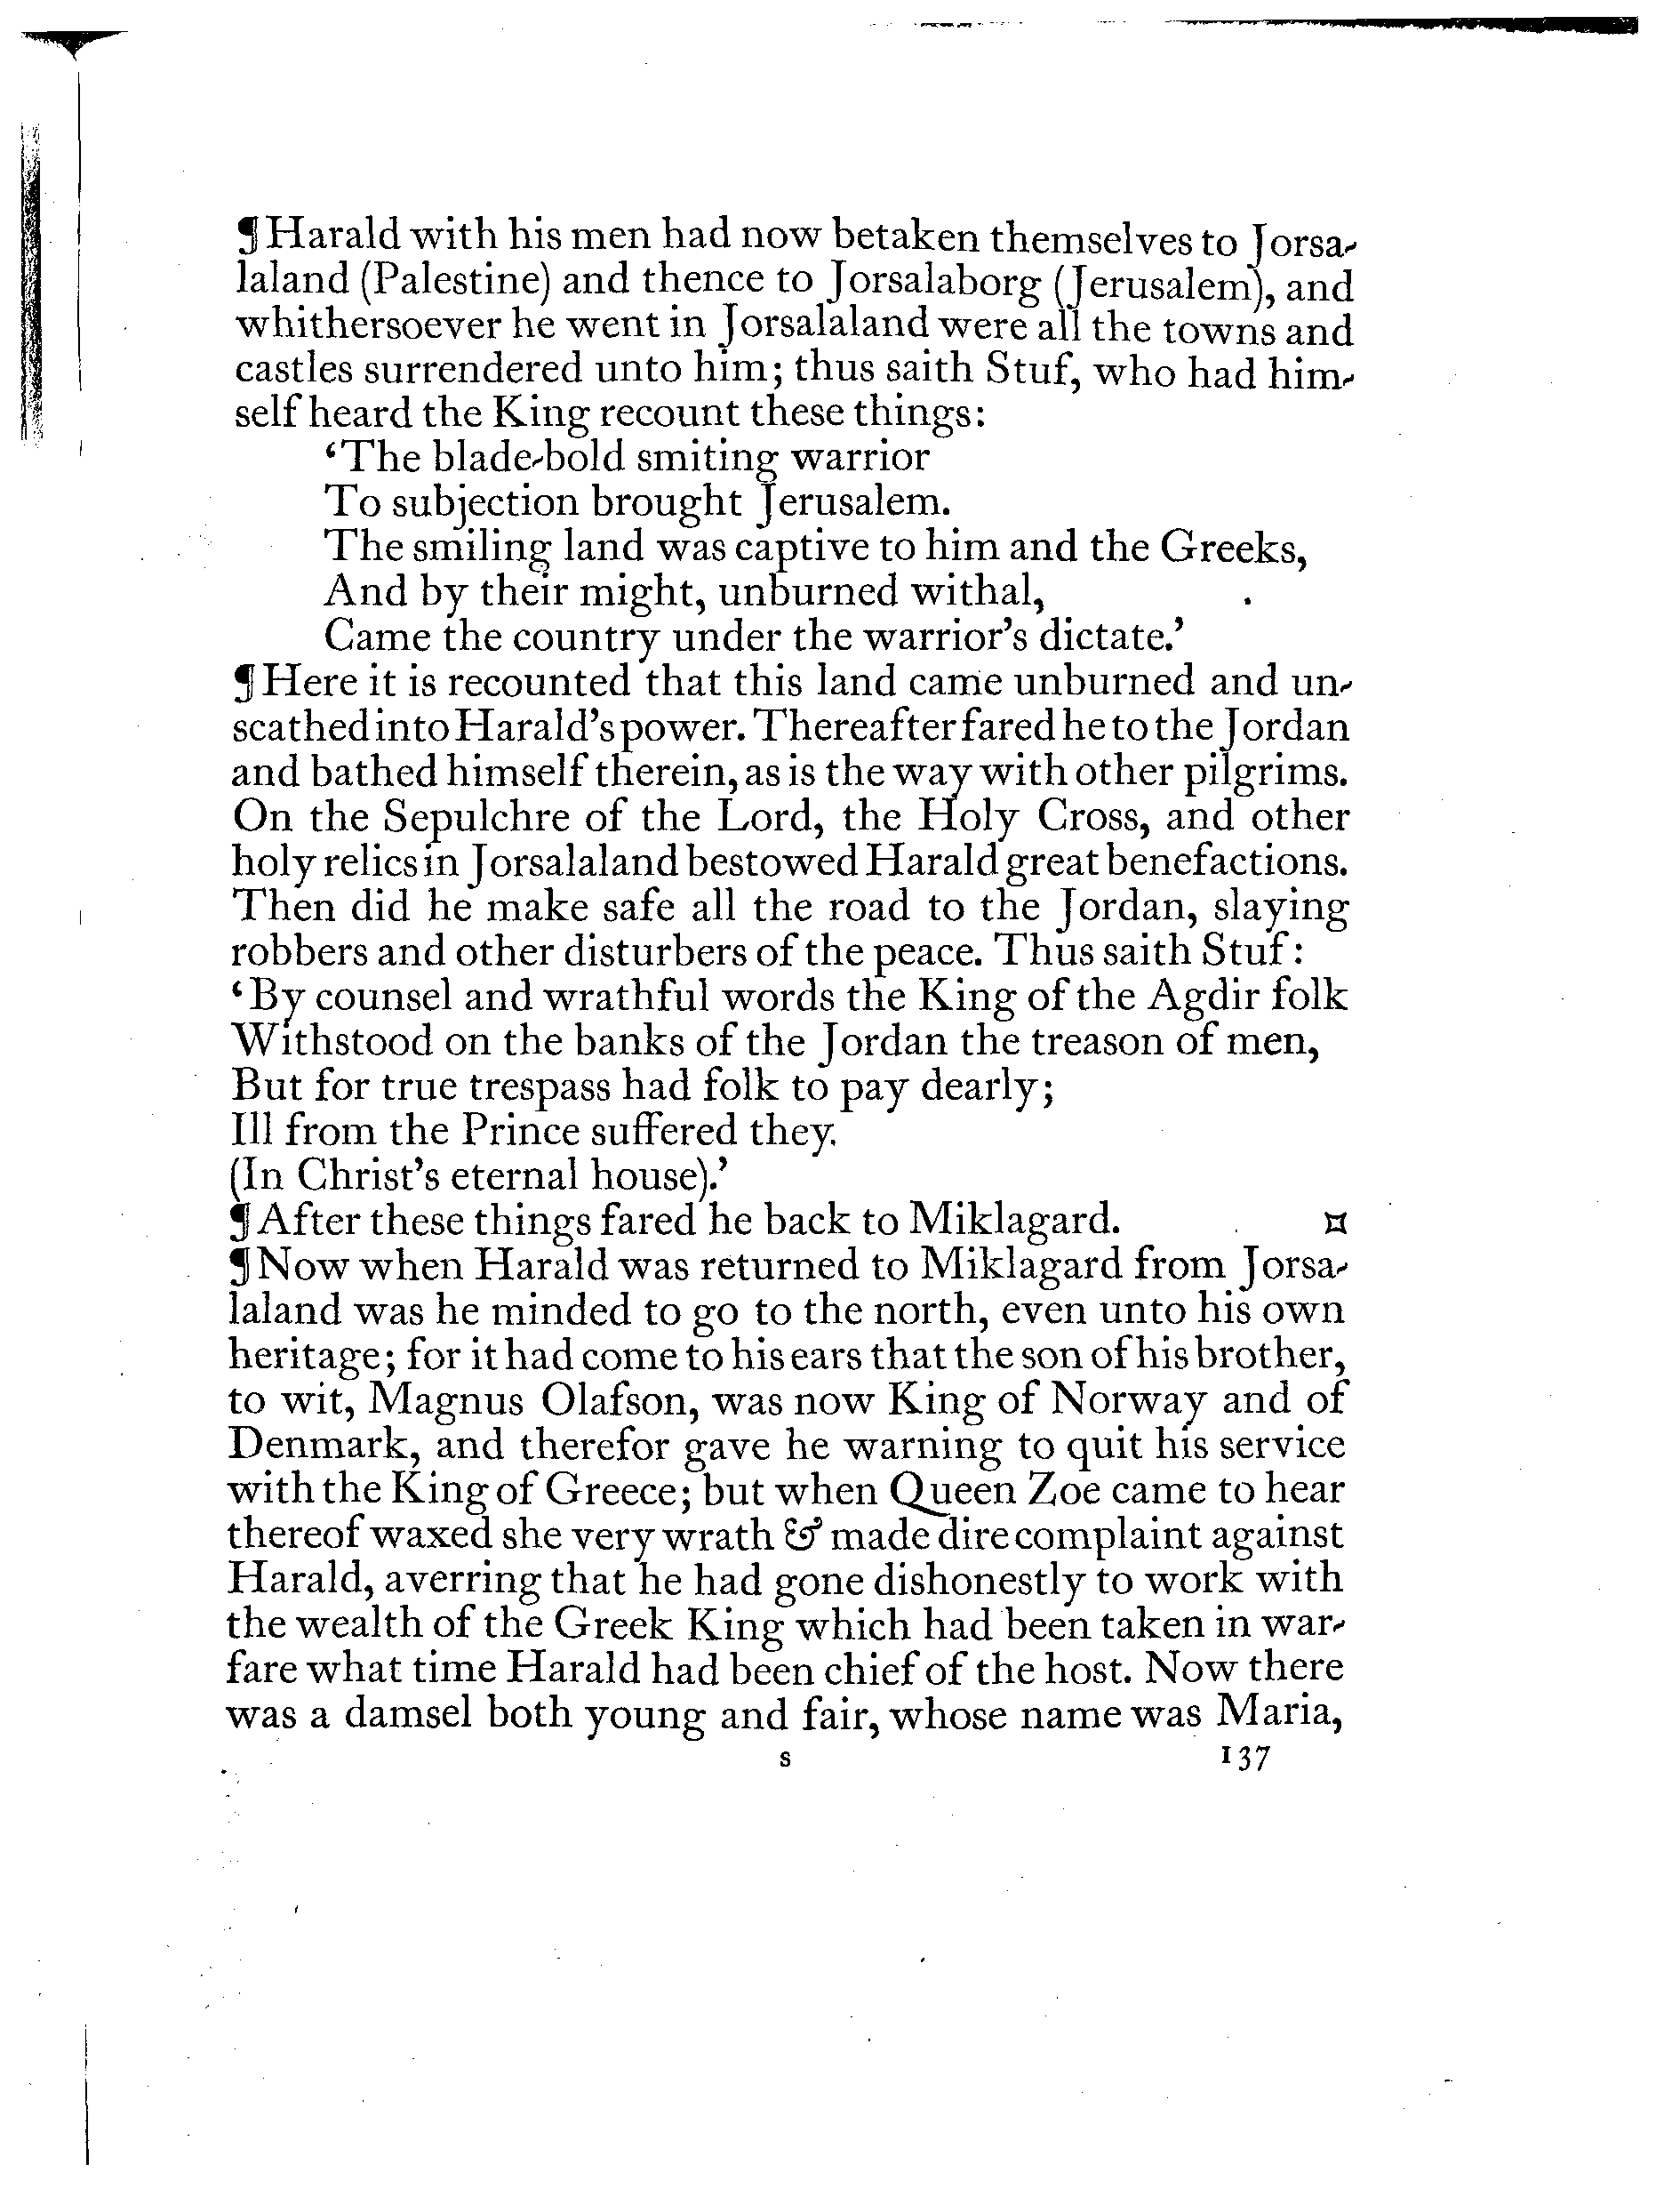 ¶ Harald with his men had now betaken themselves to Jorsa-
laland (Palestine) and thence to Jorsalaborg (Jerusalem), and
whithersoever he went in Jorsalaland were all the towns and
castles surrendered unto him; thus saith Stuf, who had him-
self heard the King recount these things:
'The blade-bold smiting warrior
To subjection brought Jerusalem.
The smiling land was captive to him and the Greeks,
And by their might, unburned withal,
Came the country under the warrior's dictate.'
¶ Here it is recounted that this land came unburned and un-
scathed into Harald's power. Thereafter fared he to the Jordan
and bathed himself therein, as is the way with other pilgrims.
On the Sepulchre of the Lord, the Holy Cross, and other
holy relics in Jorsalaland bestowed Harald great benefactions.
Then did he make safe all the road to the Jordan, slaying
robbers and other disturbers of the peace. Thus saith Stuf:
'By counsel and wrathful words the King of the Agdir folk
Withstood on the banks of the Jordan the treason of men,
But for true trespass had folk to pay dearly;
Ill from the Prince suffered they.
(In Christ's eternal house).'
¶ After these things fared he back to Miklagard. ¤
¶ Now when Harald was returned to Miklagard from Jorsa-
laland was he minded to go to the north, even unto his own
heritage; for it had come to his ears that the son of his brother,
to wit, Magnus Olafson, was now King of Norway and of
Denmark, and therefor gave he warning to quit his service
with the King of Greece; but when Queen Zoe came to hear
thereof waxed she very wrath & made dire complaint against
Harald, averring that he had gone dishonestly to work with
the wealth of the Greek King which had been taken in war-
fare what time Harald had been chief of the host. Now there
was a damsel both young and fair, whose name was Maria,
s 137